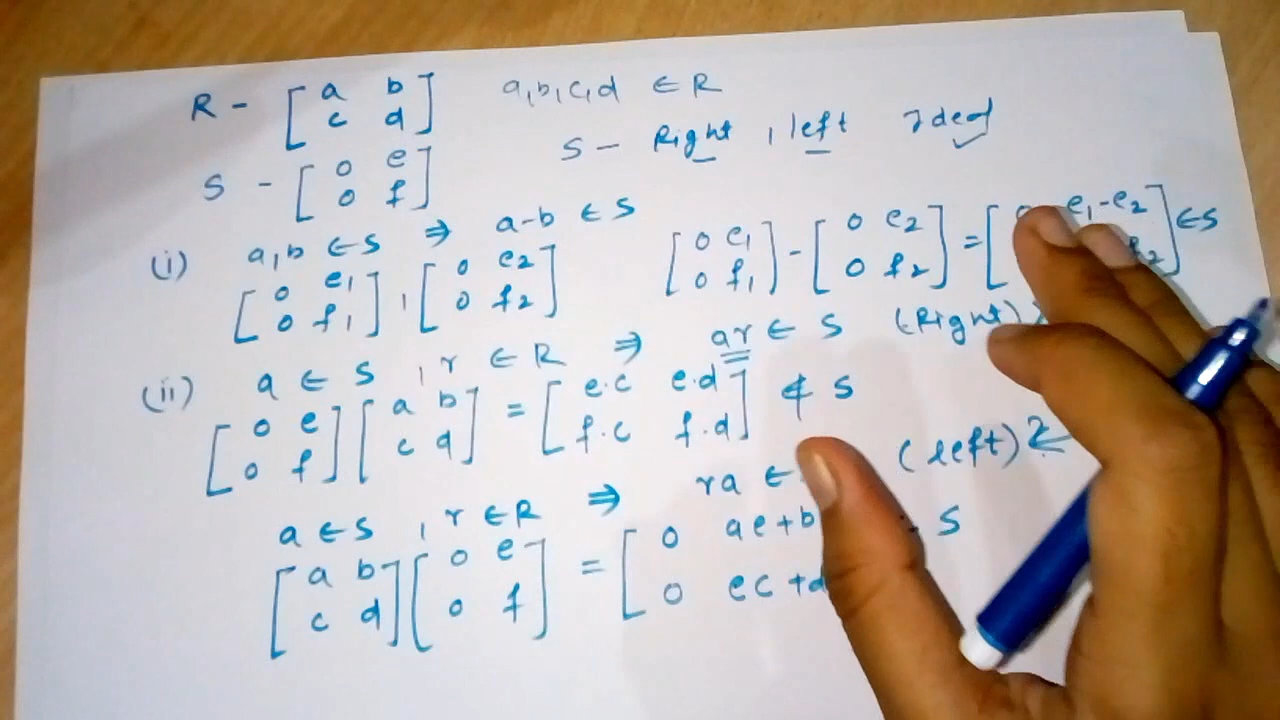 R - [ a b ; c d ] a,b,c,d ∈ R
S - [ 0 e ; 0 f ] S - Right, left Ideal ✓
(i) a,b ∈ S ⇒ a-b ∈ S
[ 0 e1 ; 0 f1 ] , [ 0 e2 ; 0 f2 ] [ 0 e1 ; 0 f1 ] - [ 0 e2 ; 0 f2 ] = [ e1-e2 ; f2 ] ∈ S
(ii) a ∈ S , r ∈ R ⇒ ar ∈ S (Right)
[ 0 e ; 0 f ] [ a b ; c d ] = [ e.c e.d ; f.c f.d ] ∉ S
a ∈ S , r ∈ R ⇒ ra ∈ (left)
[ a b ; c d ] [ 0 e ; 0 f ] = [ 0 ae+b ; 0 ec+d ] S